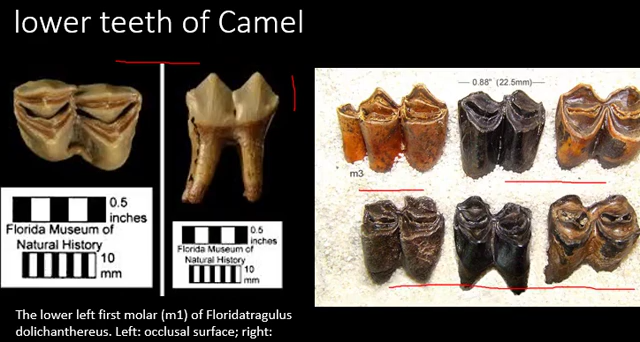 lower teeth of Camel
0.5
inches
Florida Museum of
Natural History
10
mm
0.5
inches
Florida Museum of
Natural History
10
mm
0.88" (22.5mm)
m3
The lower left first molar (m1) of Floridatragulus
dolichanthereus. Left: occlusal surface; right: